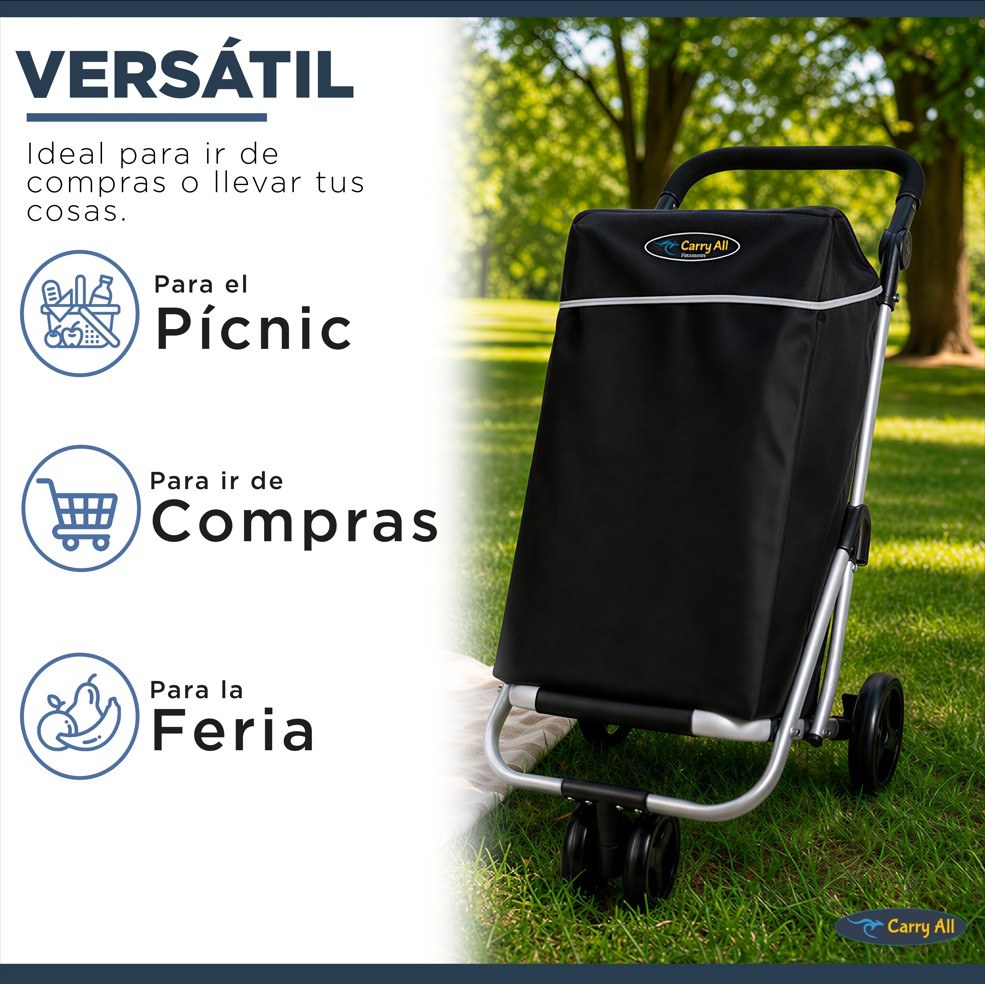 VERSÁTIL
Ideal para ir de
compras o llevar tus
cosas.
Para el
Pícnic
Para ir de
Compras
Para la
Feria
Carry All
Carry All